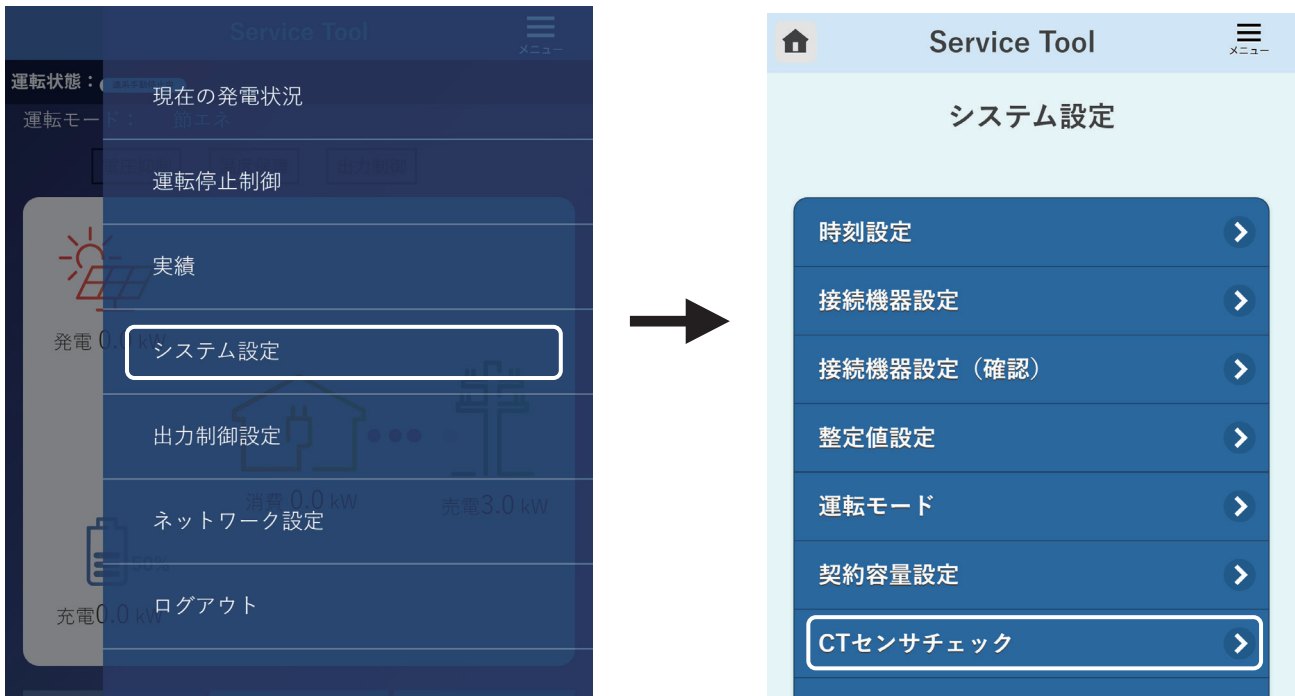 Service Tool
メニュー
運転状態：
運転モード： 節エネ
出力制御
現在の発電状況
運転停止制御
実績
システム設定
出力制御設定
ネットワーク設定
ログアウト
発電 0.0 kW
消費 0.0 kW
売電3.0 kW
50%
充電0.0 kW
Service Tool
メニュー
システム設定
時刻設定
接続機器設定
接続機器設定（確認）
整定値設定
運転モード
契約容量設定
CTセンサチェック